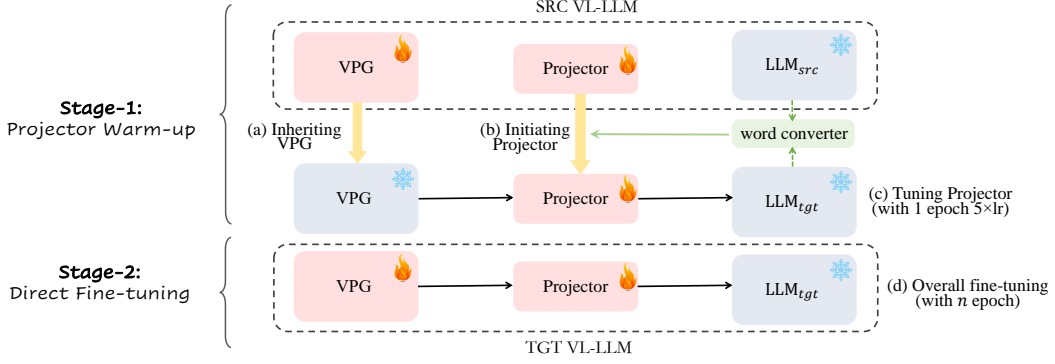 SRC VL-LLM
VPG
Projector
LLM_src
Stage-1:
Projector Warm-up
(a) Inheriting
VPG
(b) Initiating
Projector
word converter
VPG
Projector
LLM_tgt
(c) Tuning Projector
(with 1 epoch 5×lr)
Stage-2:
Direct Fine-tuning
VPG
Projector
LLM_tgt
(d) Overall fine-tuning
(with n epoch)
TGT VL-LLM